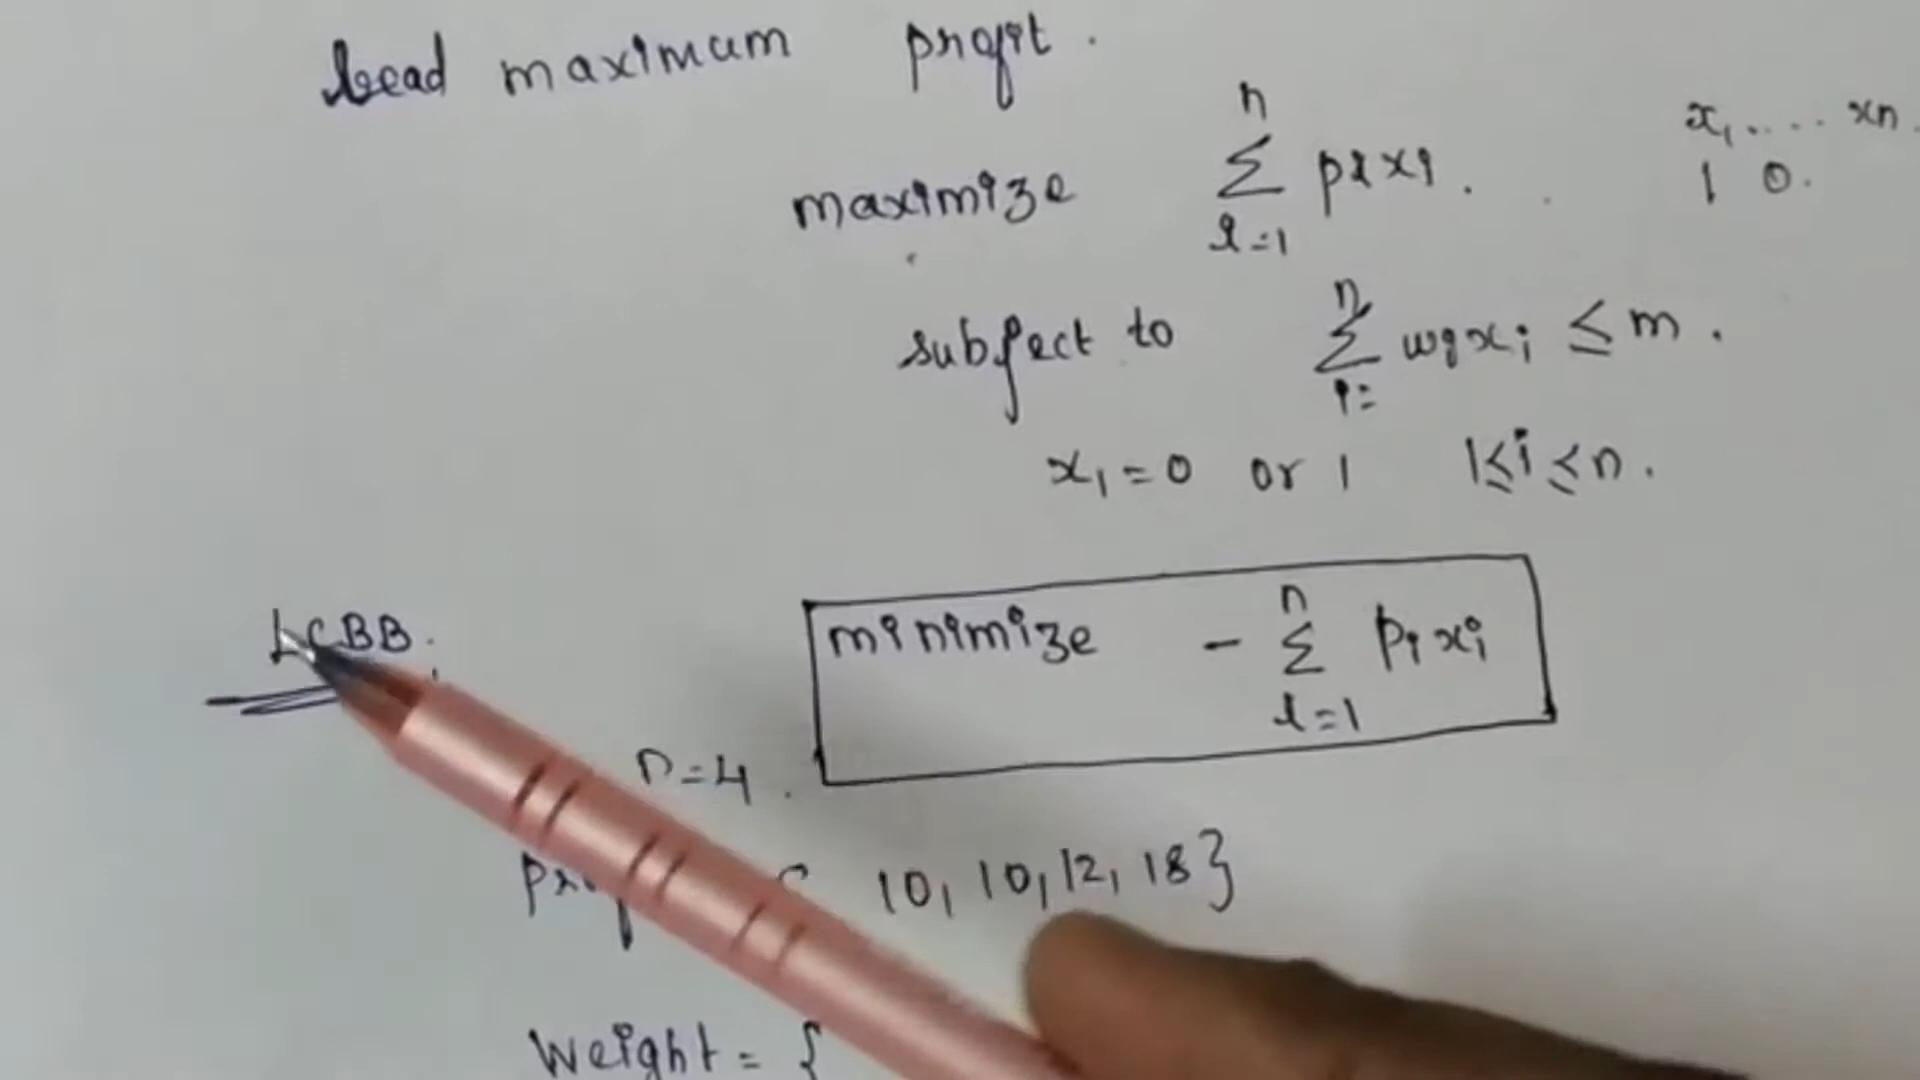 lead maximum profit.
maximize n Σ i=1 pixi.
x1.... xn.
1 0.
subject to n Σ i= wixi ≤ m.
x1 = 0 or 1 1≤i≤n.
LCBB.
minimize - n Σ i=1 pixi
n=4.
10, 10, 12, 18}
Weight = {